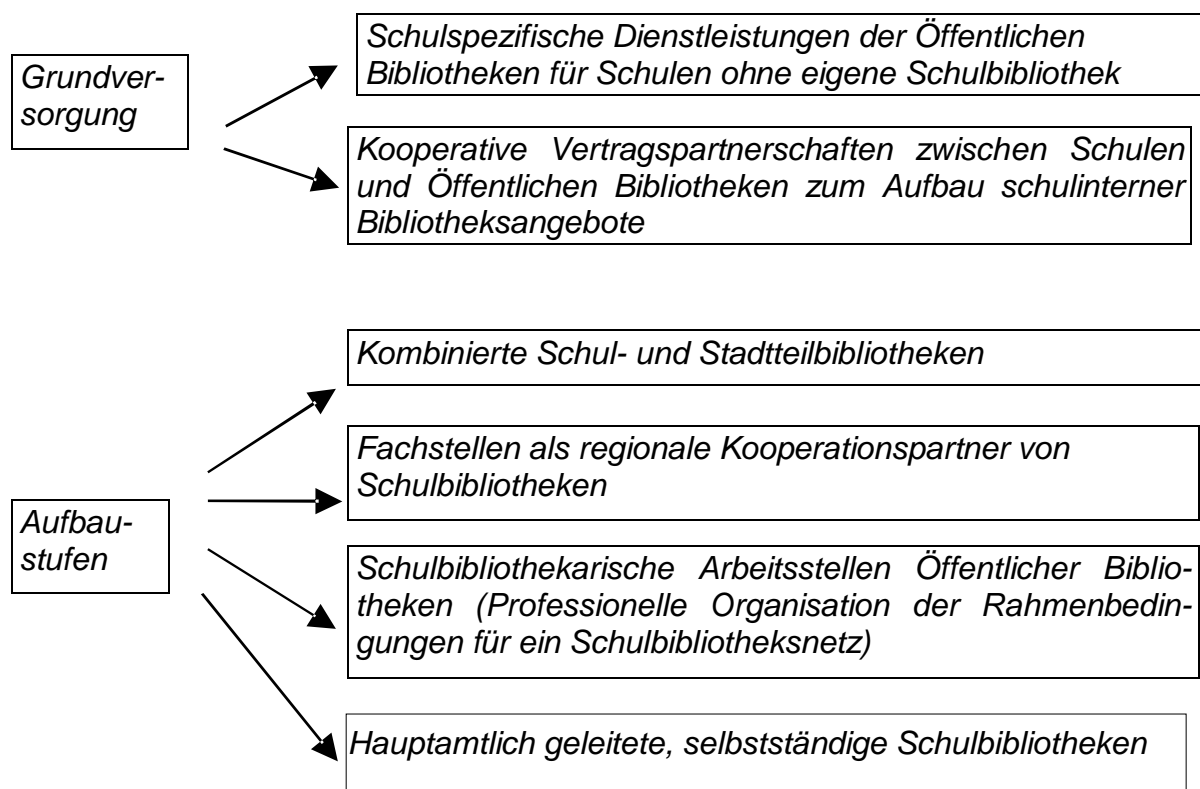 Schulspezifische Dienstleistungen der Öffentlichen
Bibliotheken für Schulen ohne eigene Schulbibliothek
Grundver-
sorgung
Kooperative Vertragspartnerschaften zwischen Schulen
und Öffentlichen Bibliotheken zum Aufbau schulinterner
Bibliotheksangebote
Kombinierte Schul- und Stadtteilbibliotheken
Fachstellen als regionale Kooperationspartner von
Schulbibliotheken
Aufbau-
stufen
Schulbibliothekarische Arbeitsstellen Öffentlicher Biblio-
theken (Professionelle Organisation der Rahmenbedin-
gungen für ein Schulbibliotheksnetz)
Hauptamtlich geleitete, selbstständige Schulbibliotheken